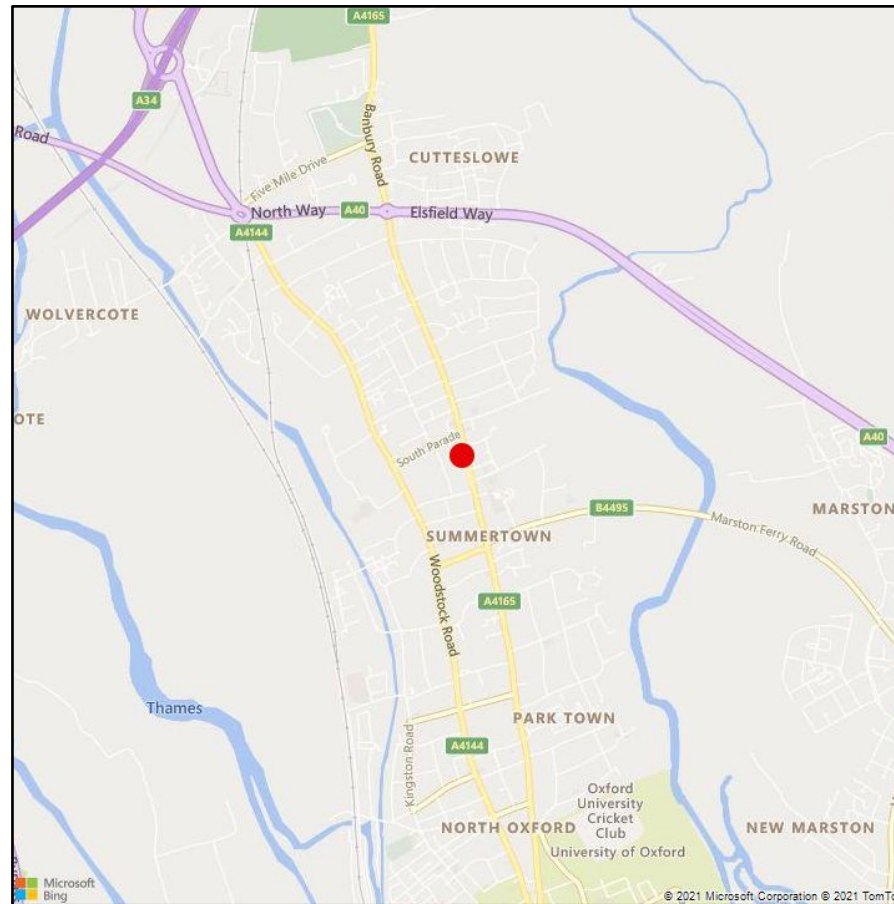 A4165
A34
Road
Banbury Road
CUTTESLOWE
Five Mile Drive
North Way
A40
Elsfield Way
A4144
WOLVERCOTE
OTE
South Parade
A40
B4495
MARSTON
Marston Ferry Road
SUMMERTOWN
Woodstock Road
A4165
Thames
PARK TOWN
Kingston Road
A4144
Oxford
University
Cricket
Club
NORTH OXFORD
NEW MARSTON
University of Oxford
Microsoft
Bing
© 2021 Microsoft Corporation © 2021 TomTo